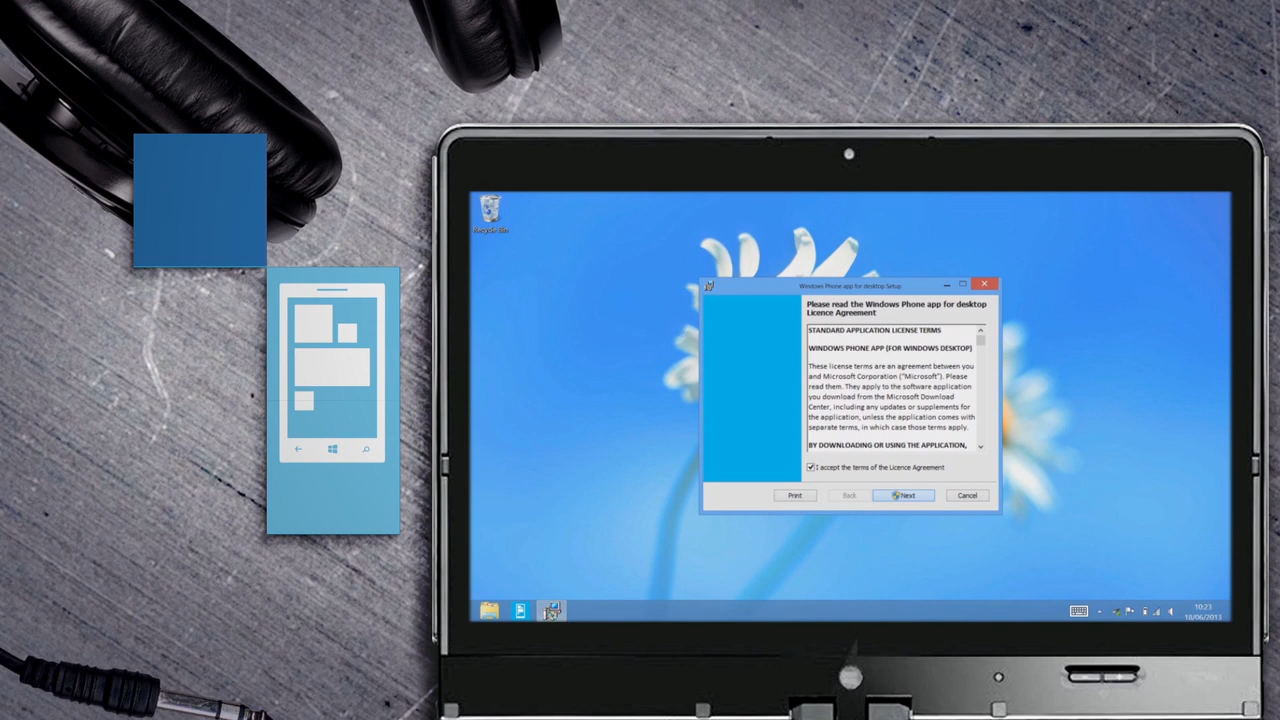 Recycle Bin
Windows Phone app for desktop Setup
Please read the Windows Phone app for desktop
Licence Agreement
STANDARD APPLICATION LICENSE TERMS
WINDOWS PHONE APP (FOR WINDOWS DESKTOP)
These license terms are an agreement between you
and Microsoft Corporation ("Microsoft"). Please
read them. They apply to the software application
you download from the Microsoft Download
Center, including any updates or supplements for
the application, unless the application comes with
separate terms, in which case those terms apply.
BY DOWNLOADING OR USING THE APPLICATION,
I accept the terms of the Licence Agreement
Print Back Next Cancel
10:23
18/06/2013